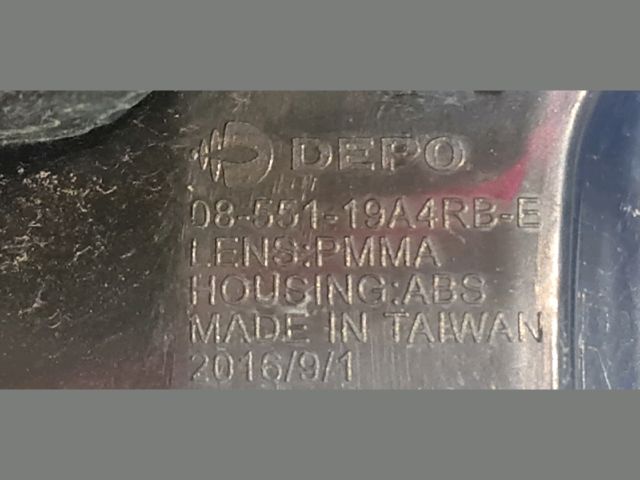 DEPO
08-551-19A4RB-E
LENS:PMMA
HOUSING:ABS
MADE IN TAIWAN
2016/9/1